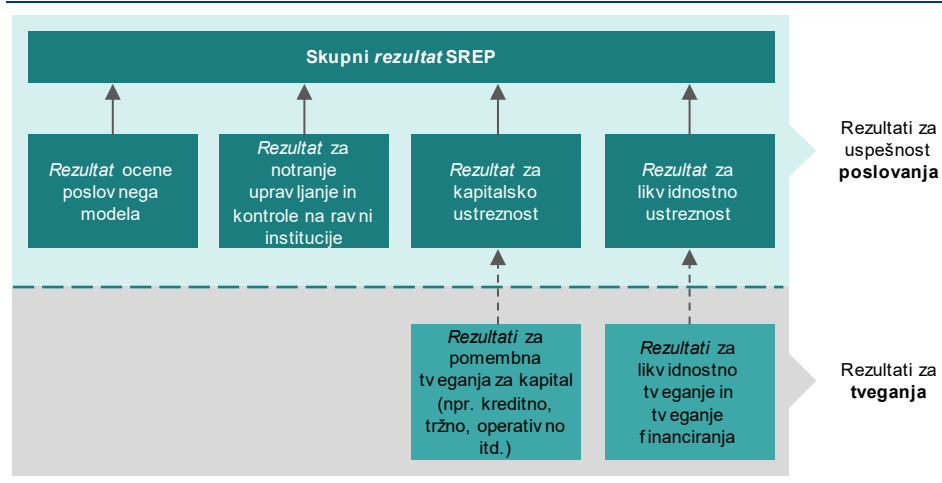 Skupni rezultat SREP
Rezultat ocene
poslovnega
modela
Rezultat za
notranje
upravljanje in
kontrole na ravni
institucije
Rezultat za
kapitalsko
ustreznost
Rezultat za
likvidnostno
ustreznost
Rezultati za
uspešnost
poslovanja
Rezultati za
pomembna
tveganja za kapital
(npr. kreditno,
tržno, operativno
itd.)
Rezultati za
likvidnostno
tveganje in
tveganje
financiranja
Rezultati za
tveganja